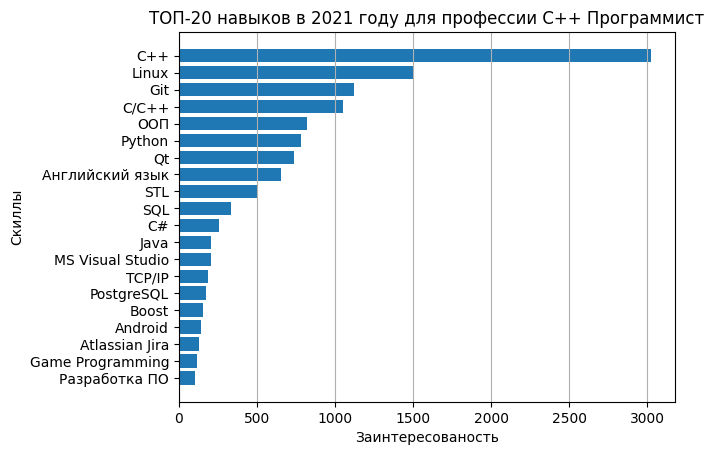 ТОП-20 навыков в 2021 году для профессии C++ Программист
C++
Linux
Git
C/C++
ООП
Python
Qt
Английский язык
STL
SQL
C#
Java
MS Visual Studio
TCP/IP
PostgreSQL
Boost
Android
Atlassian Jira
Game Programming
Разработка ПО
Скиллы
0 500 1000 1500 2000 2500 3000
Заинтересованость